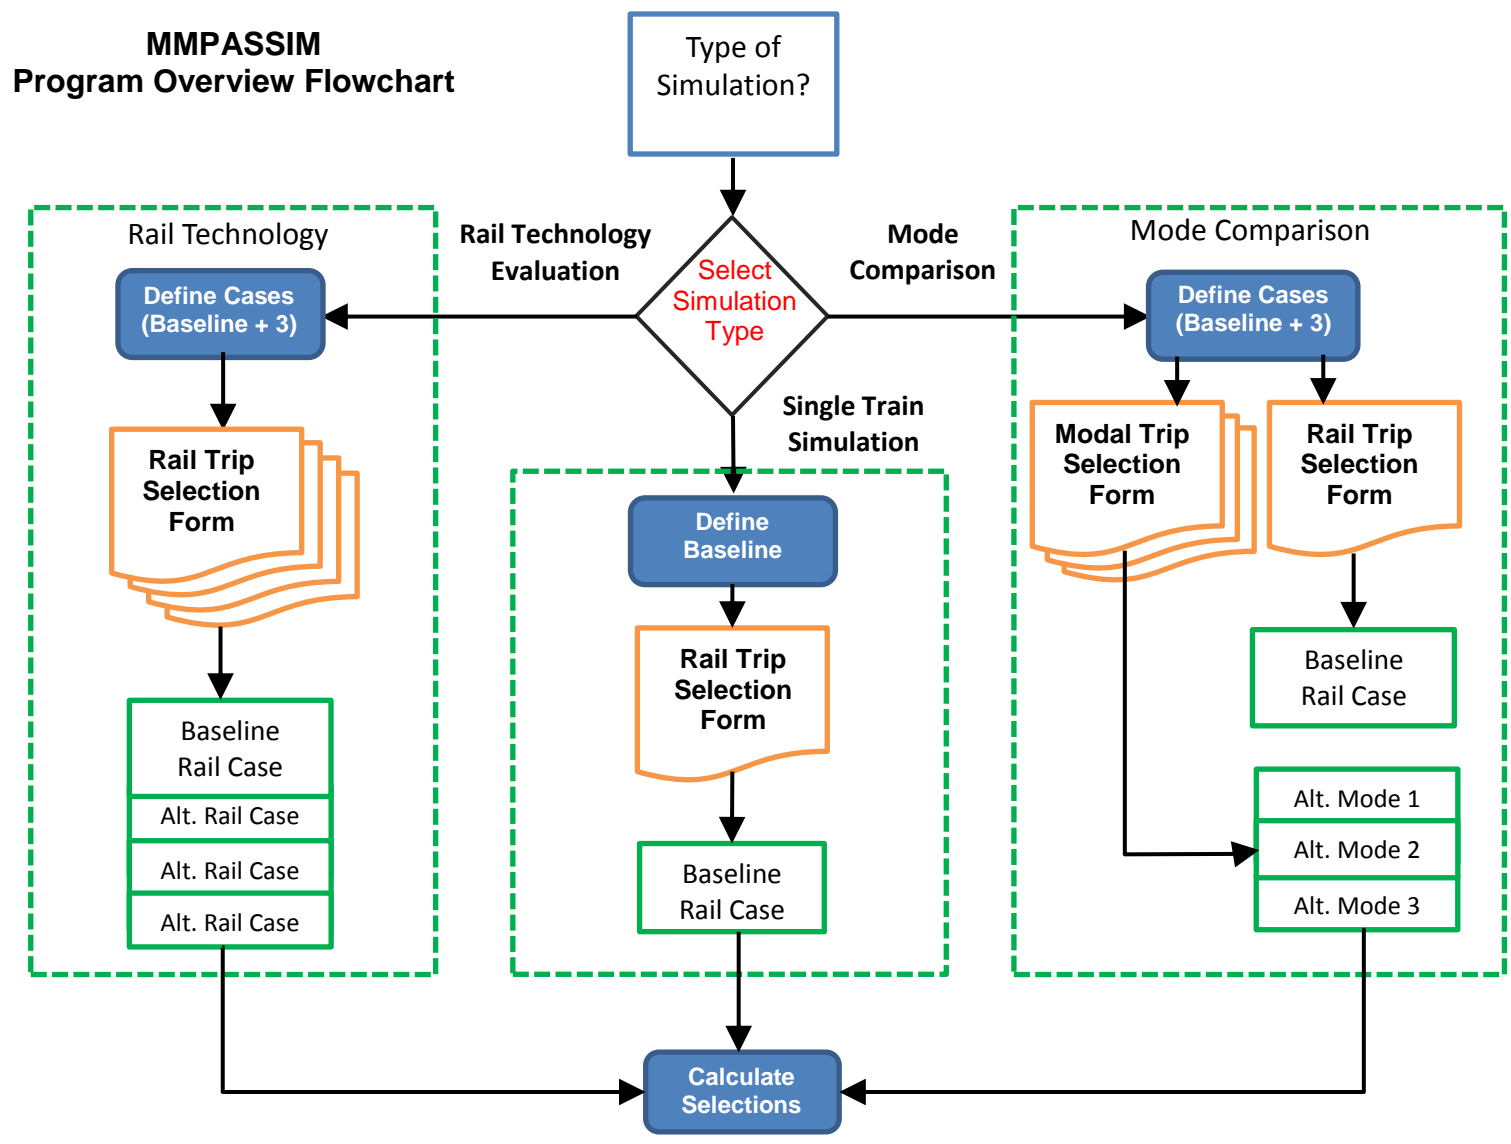 MMPASSIM
Program Overview Flowchart
Type of
Simulation?
Rail Technology
Evaluation
Mode
Comparison
Select
Simulation
Type
Single Train
Simulation
Rail Technology
Define Cases
(Baseline + 3)
Rail Trip
Selection
Form
Baseline
Rail Case
Alt. Rail Case
Alt. Rail Case
Alt. Rail Case
Define
Baseline
Rail Trip
Selection
Form
Baseline
Rail Case
Mode Comparison
Define Cases
(Baseline + 3)
Modal Trip
Selection
Form
Rail Trip
Selection
Form
Baseline
Rail Case
Alt. Mode 1
Alt. Mode 2
Alt. Mode 3
Calculate
Selections